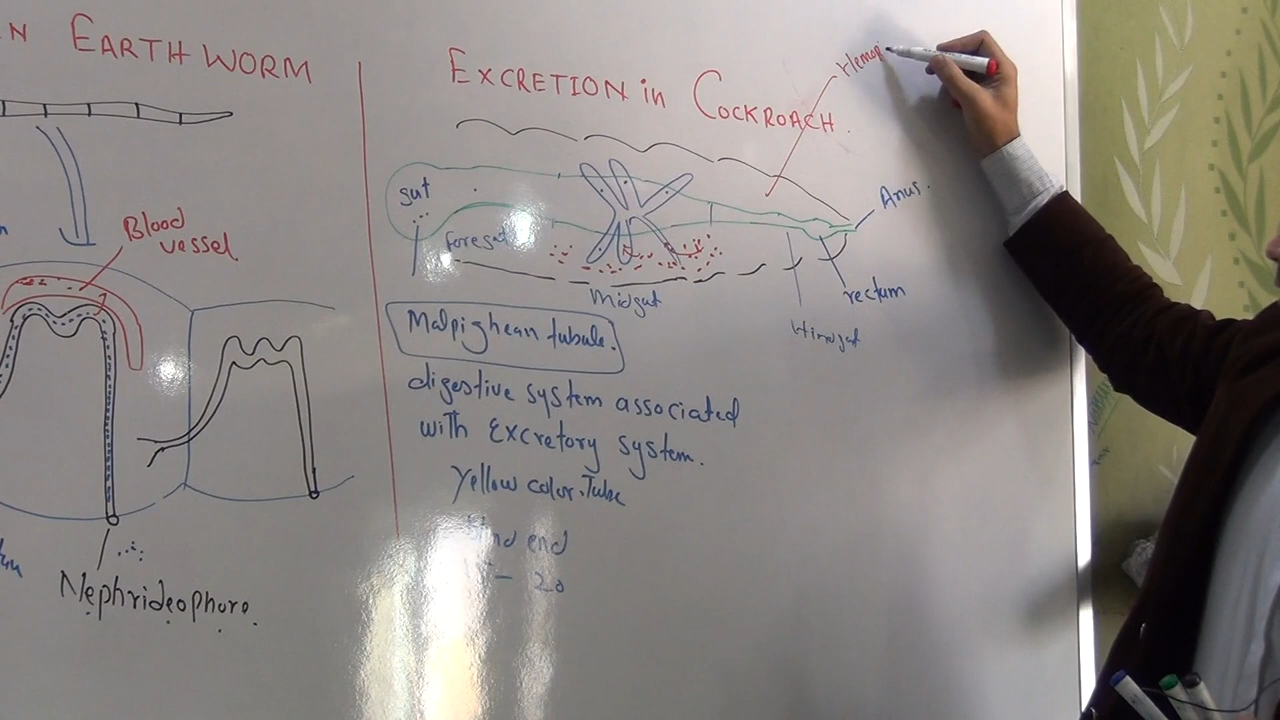 N EARTHWORM
Blood
vessel
Nephrideophore
EXCRETION in COCKROACH.
Hemop
gut
foregut
Midgut
Anus.
rectum
Malpighean tubule.
digestive system associated
with Excretory system.
Yellow color. Tube
end
- 20